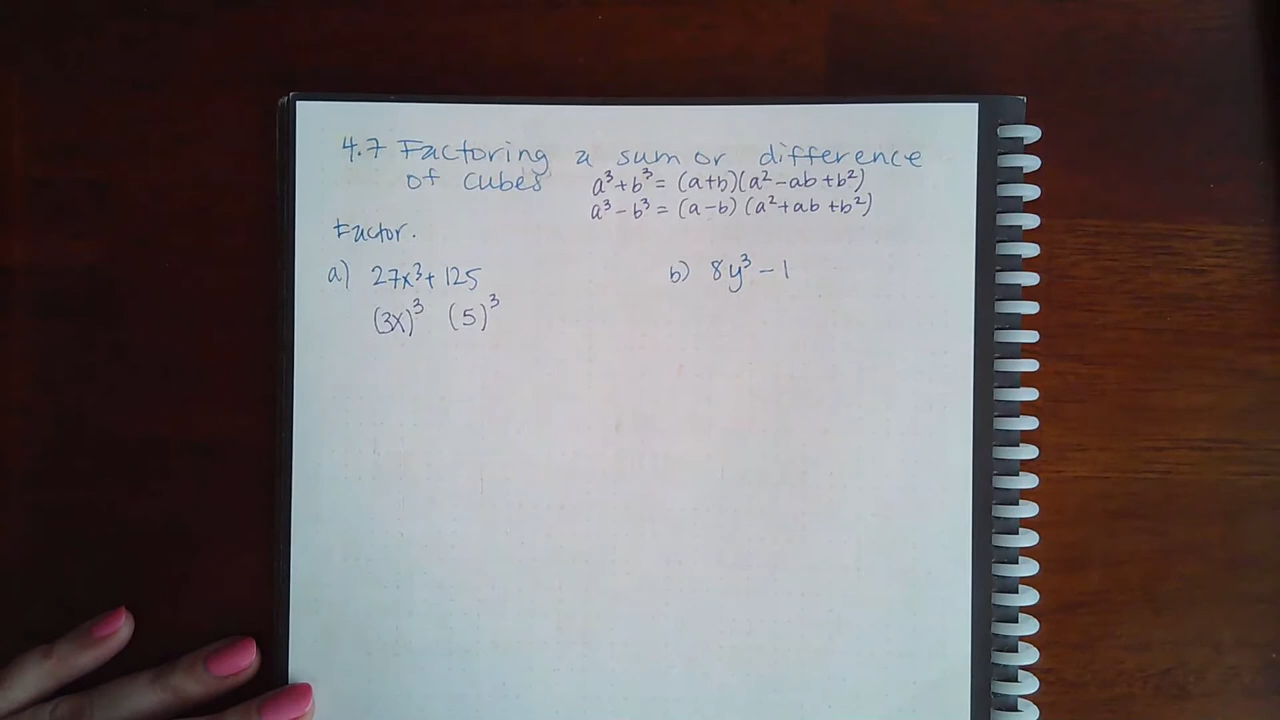 4.7 Factoring a sum or difference
of cubes
a³+b³ = (a+b)(a²-ab+b²)
a³-b³ = (a-b)(a²+ab+b²)
Factor.
a) 27x³+125
b) 8y³-1
(3x)³ (5)³